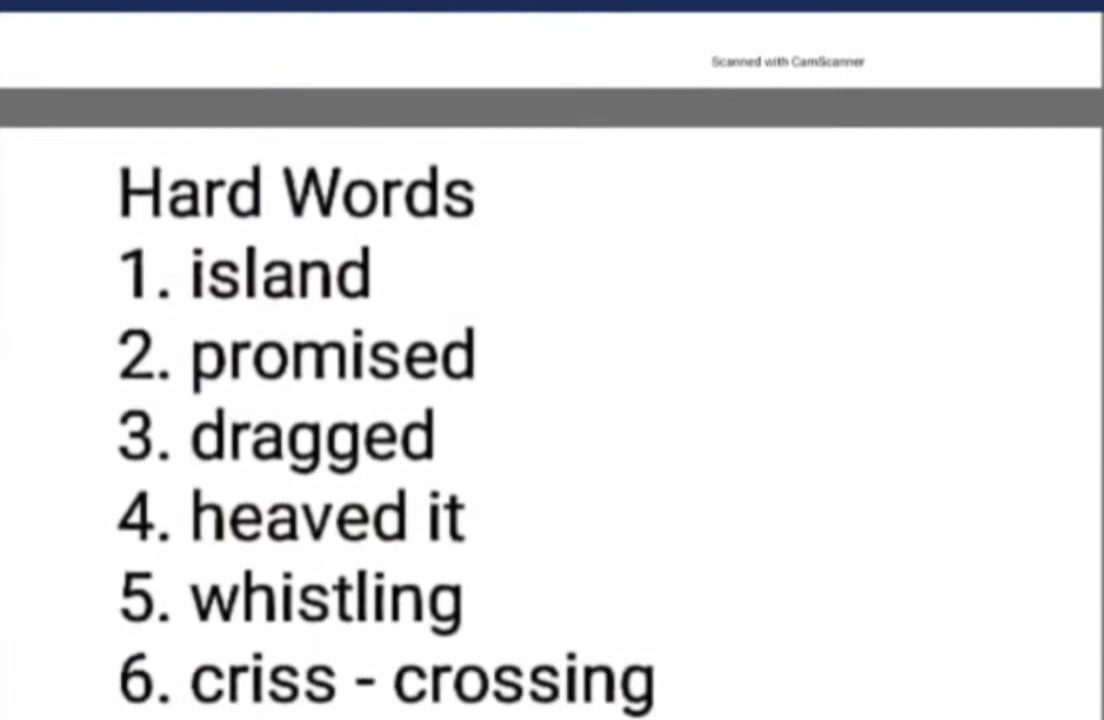 Scanned with CamScanner
Hard Words
1. island
2. promised
3. dragged
4. heaved it
5. whistling
6. criss - crossing